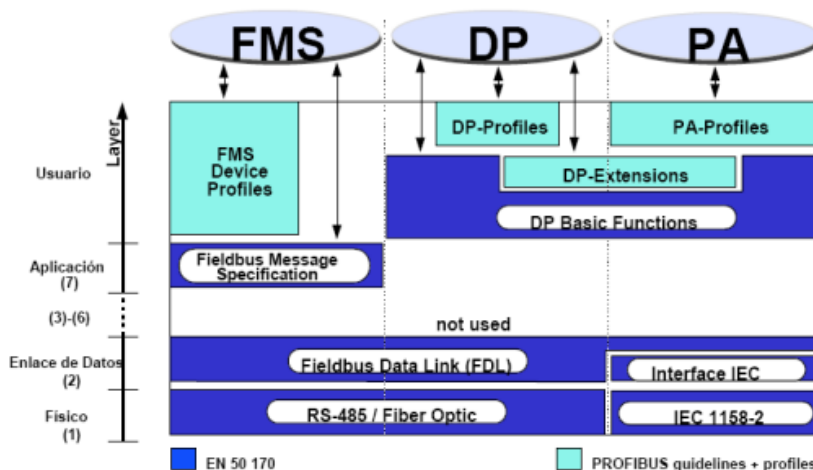 FMS
DP
PA
Layer
Usuario
FMS
Device
Profiles
DP-Profiles
PA-Profiles
DP-Extensions
DP Basic Functions
Aplicación
(7)
Fieldbus Message
Specification
(3)-(6)
not used
Enlace de Datos
(2)
Fieldbus Data Link (FDL)
Interface IEC
Físico
(1)
RS-485 / Fiber Optic
IEC 1158-2
EN 50 170
PROFIBUS guidelines + profiles